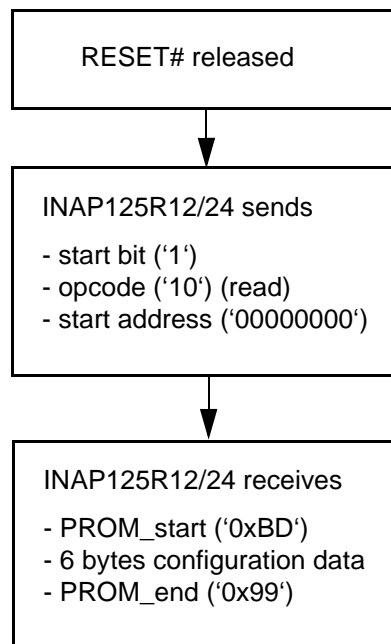 RESET# released
INAP125R12/24 sends
- start bit (‘1‘)
- opcode (‘10‘) (read)
- start address (‘00000000‘)
INAP125R12/24 receives
- PROM_start (‘0xBD‘)
- 6 bytes configuration data
- PROM_end (‘0x99‘)